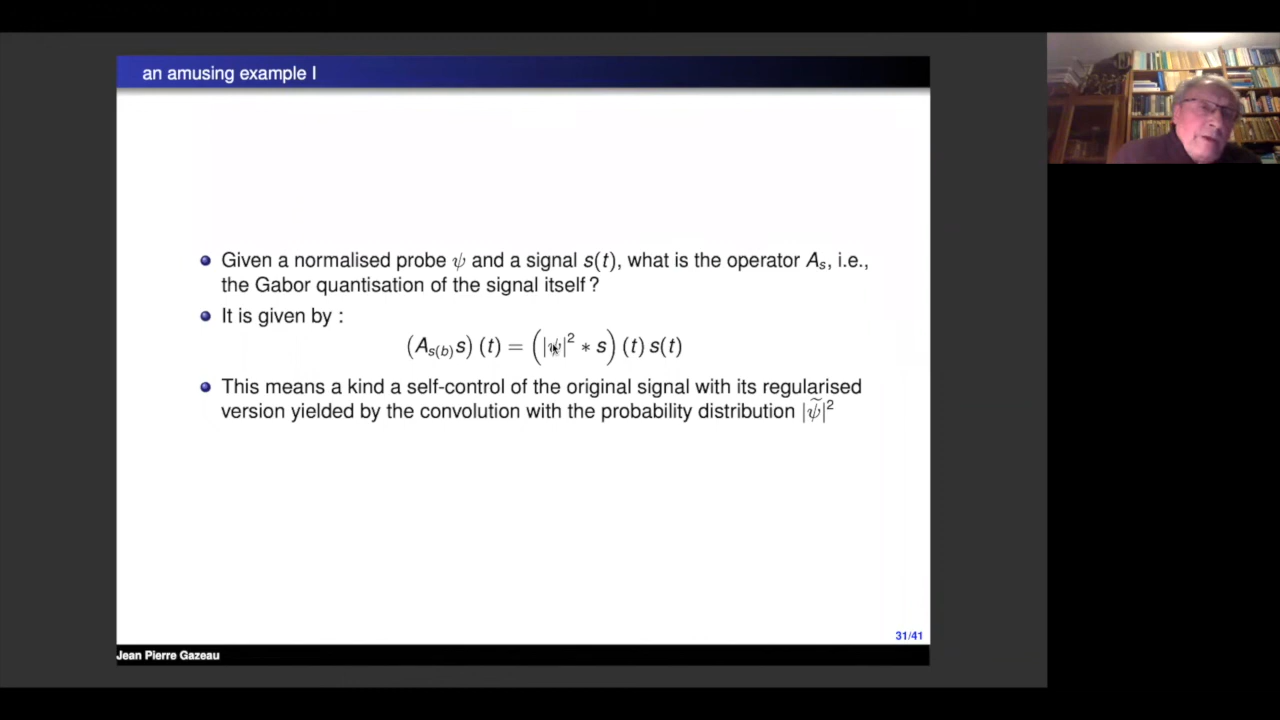 an amusing example I
Given a normalised probe ψ and a signal s(t), what is the operator Aₛ, i.e.,
the Gabor quantisation of the signal itself ?
It is given by :
(A_{s(b)}s) (t) = (|ψ|² ∗ s) (t) s(t)
This means a kind a self-control of the original signal with its regularised
version yielded by the convolution with the probability distribution |ψ̃|²
31/41
Jean Pierre Gazeau